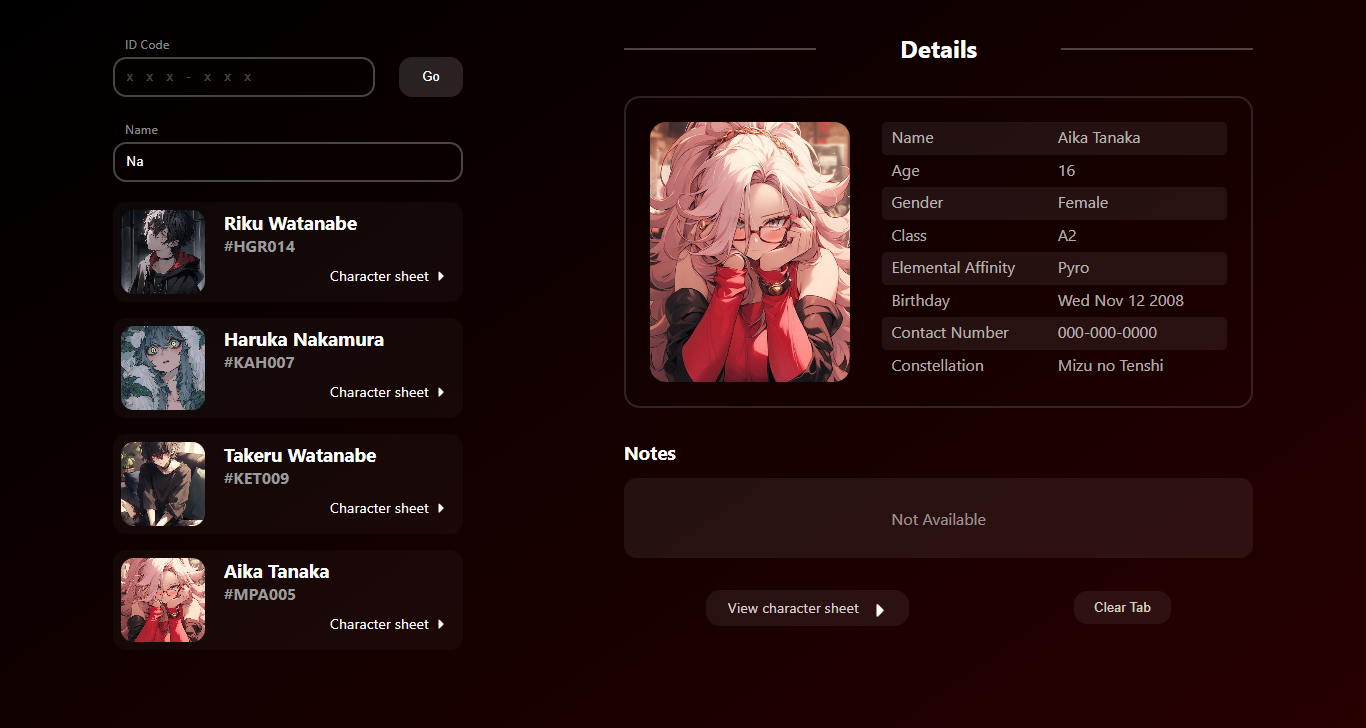 ID Code
x x x - x x x
Go
Name
Na
Riku Watanabe
#HGR014
Character sheet
Haruka Nakamura
#KAH007
Character sheet
Takeru Watanabe
#KET009
Character sheet
Aika Tanaka
#MPA005
Character sheet
Details
Name Aika Tanaka
Age 16
Gender Female
Class A2
Elemental Affinity Pyro
Birthday Wed Nov 12 2008
Contact Number 000-000-0000
Constellation Mizu no Tenshi
Notes
Not Available
View character sheet
Clear Tab